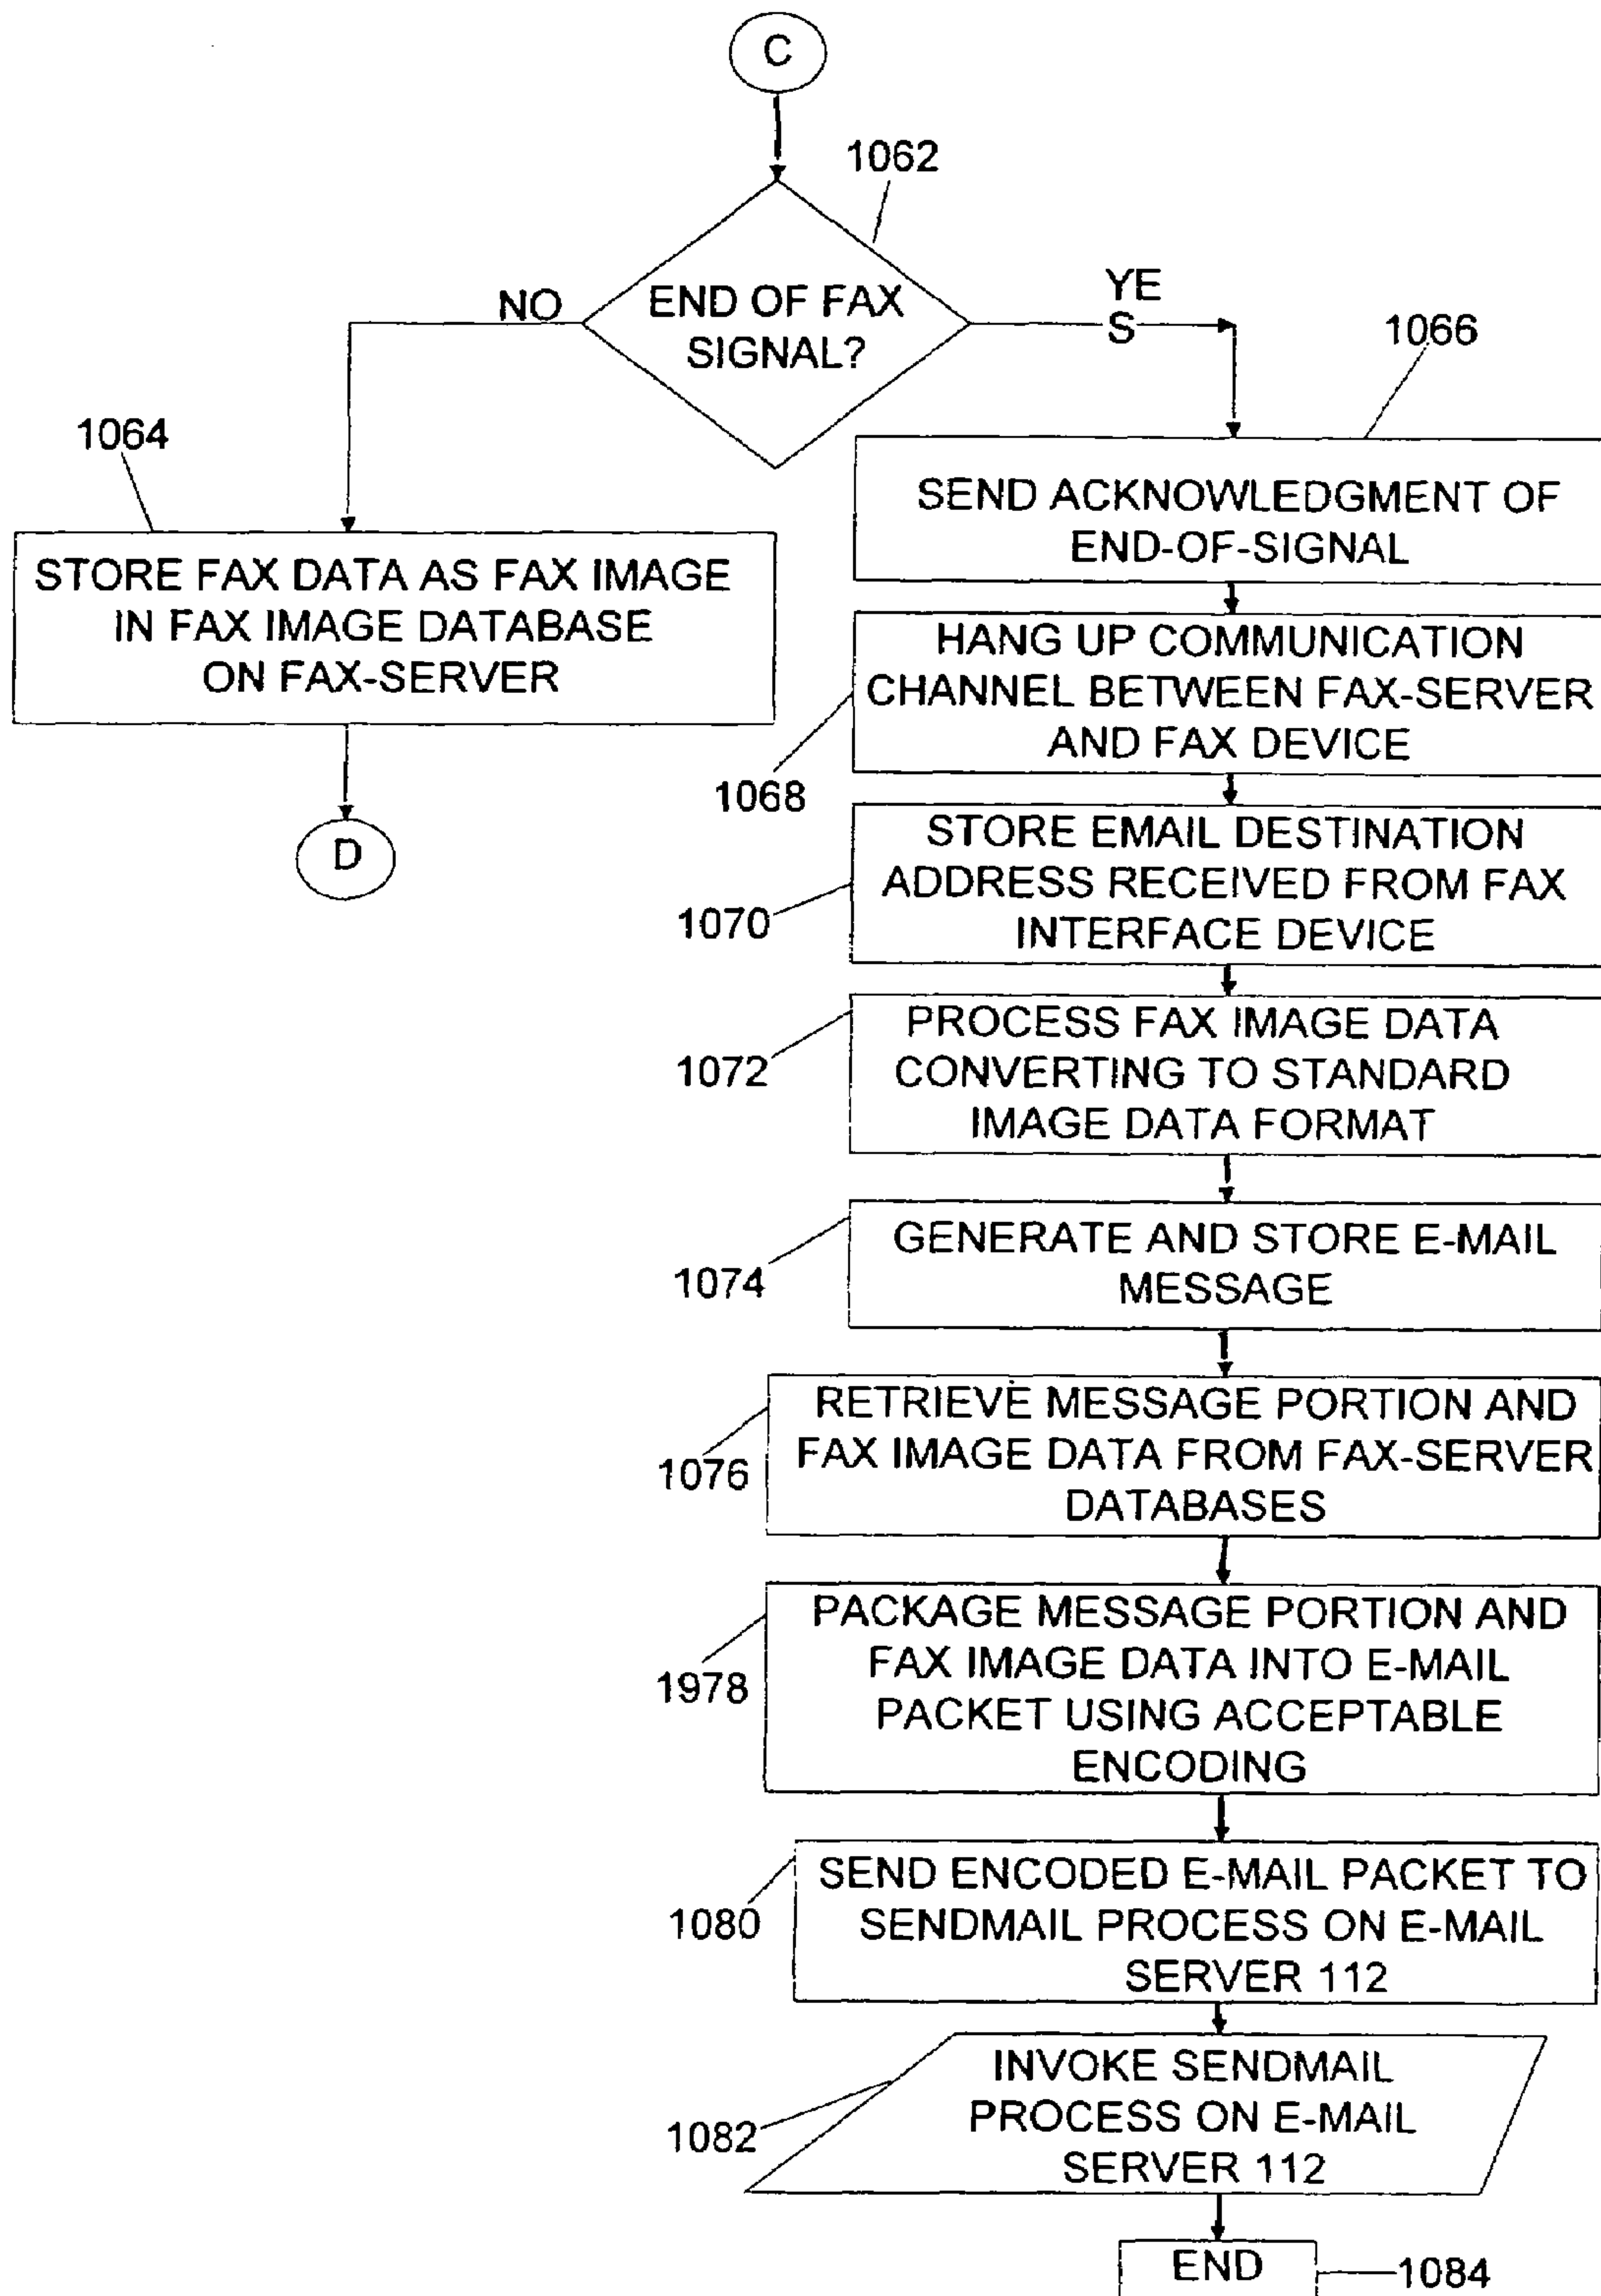 C
1062
END OF FAX
SIGNAL?
NO
YE
S
1064
STORE FAX DATA AS FAX IMAGE
IN FAX IMAGE DATABASE
ON FAX-SERVER
D
1066
SEND ACKNOWLEDGMENT OF
END-OF-SIGNAL
HANG UP COMMUNICATION
CHANNEL BETWEEN FAX-SERVER
AND FAX DEVICE
1068
STORE EMAIL DESTINATION
ADDRESS RECEIVED FROM FAX
INTERFACE DEVICE
1070
PROCESS FAX IMAGE DATA
CONVERTING TO STANDARD
IMAGE DATA FORMAT
1072
GENERATE AND STORE E-MAIL
MESSAGE
1074
RETRIEVE MESSAGE PORTION AND
FAX IMAGE DATA FROM FAX-SERVER
DATABASES
1076
PACKAGE MESSAGE PORTION AND
FAX IMAGE DATA INTO E-MAIL
PACKET USING ACCEPTABLE
ENCODING
1978
SEND ENCODED E-MAIL PACKET TO
SENDMAIL PROCESS ON E-MAIL
SERVER 112
1080
INVOKE SENDMAIL
PROCESS ON E-MAIL
SERVER 112
1082
END
1084